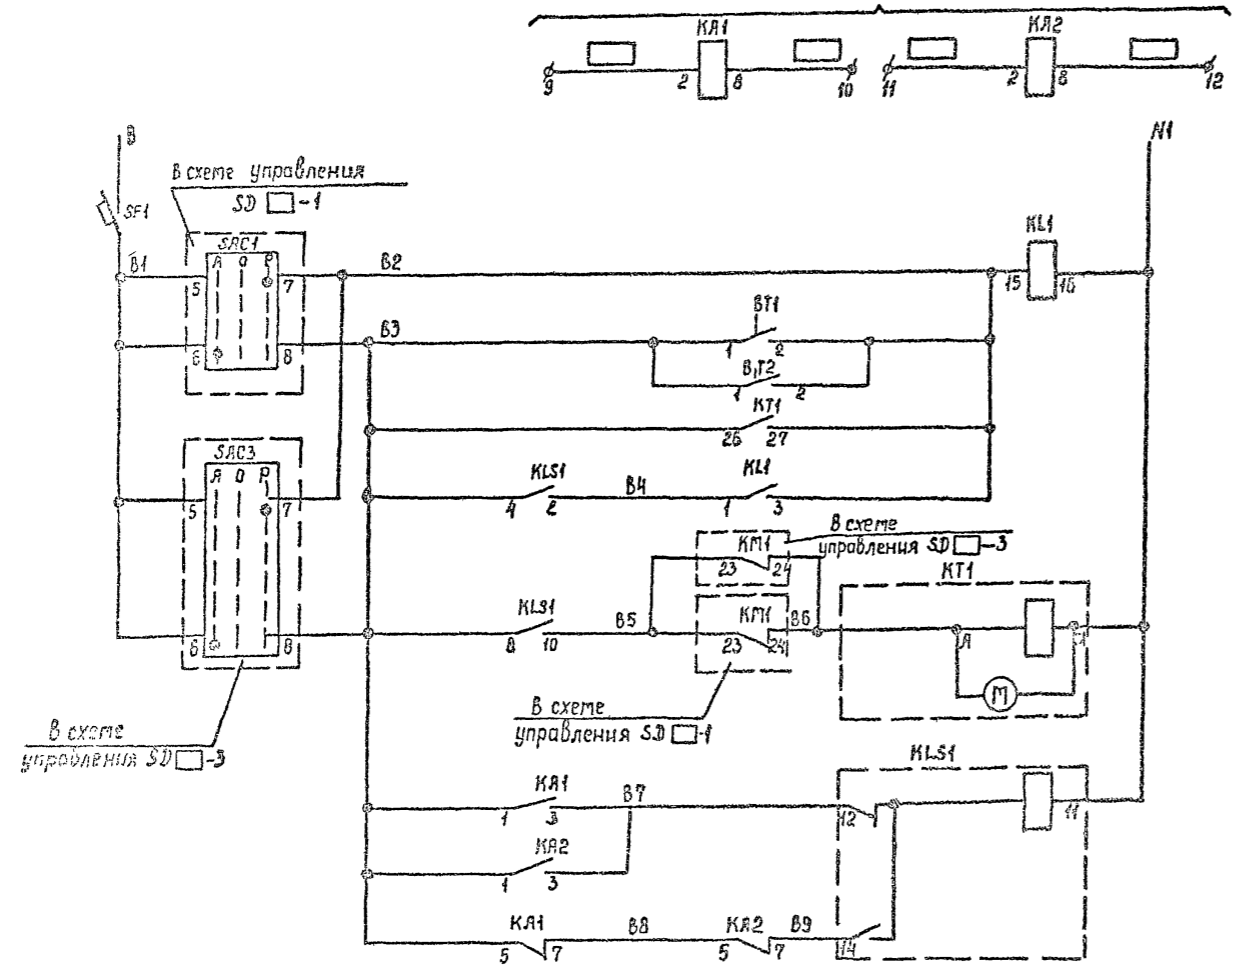 KA1 KA2
9 2 8 10 11 2 8 12
B N1
В схеме управления
SD -1
SF1
SAC1 KL1
B1 A O P B2
5 7 15 16
BT1
B3
6 8 1 2
BT2
1 2
KT1
26 27
SAC3
A O P KLS1 B4 KL1
5 7 4 2 1 3
В схеме
управления SD -3
KM1
23 24
KT1
KLS1 B5 KM1 B6
6 8 8 10 23 24 A
M
В схеме
управления SD -1
В схеме
управления SD -3
KLS1
KA1 B7
1 3 12 11
KA2
1 3
KA1 B8 KA2 B9
5 7 5 7 14